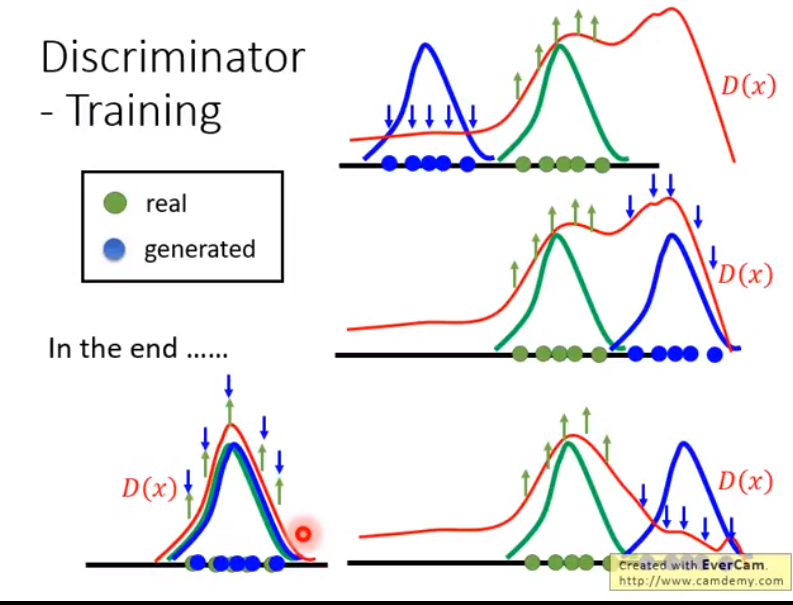 Discriminator
- Training
real
generated
In the end ……
D(x)
D(x)
D(x)
D(x)
Created with EverCam.
http://www.camdemy.com